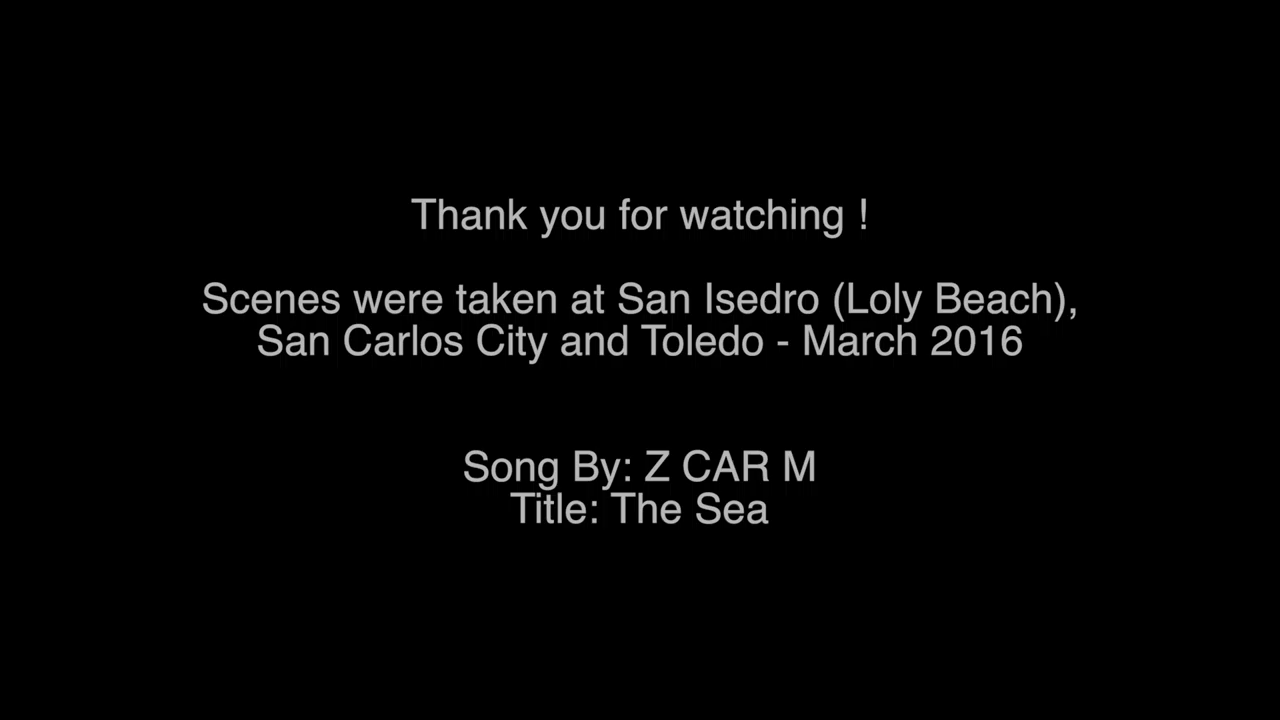 Thank you for watching !
Scenes were taken at San Isedro (Loly Beach),
San Carlos City and Toledo - March 2016
Song By: Z CAR M
Title: The Sea